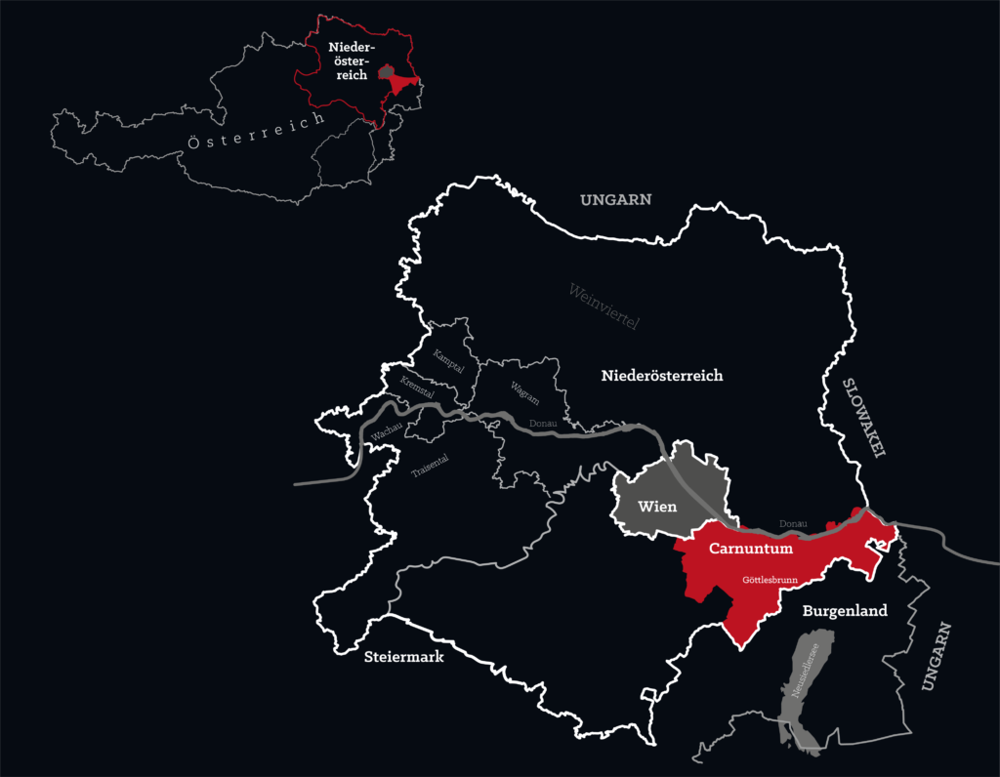 Nieder-
öster-
reich
Österreich
UNGARN
Weinviertel
Kamptal
Niederösterreich
Kremstal
Wagram
SLOWAKEI
Donau
Wachau
Traisental
Wien
Donau
Carnuntum
Göttlesbrunn
Burgenland
Steiermark
Neusiedlersee
UNGARN